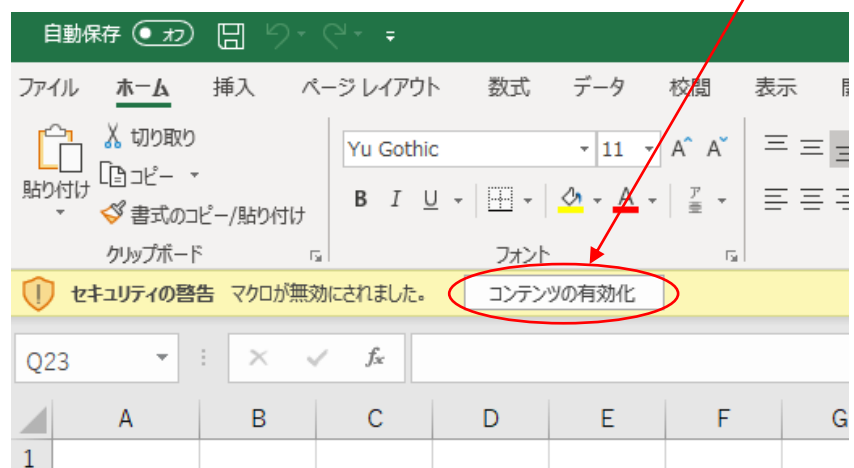 自動保存 オフ
ファイル ホーム 挿入 ページ レイアウト 数式 データ 校閲 表示
切り取り
コピー
貼り付け
書式のコピー/貼り付け
クリップボード
Yu Gothic 11 A A
B I U A ア亜
フォント
セキュリティの警告 マクロが無効にされました。 コンテンツの有効化
Q23 fx
A B C D E F G
1